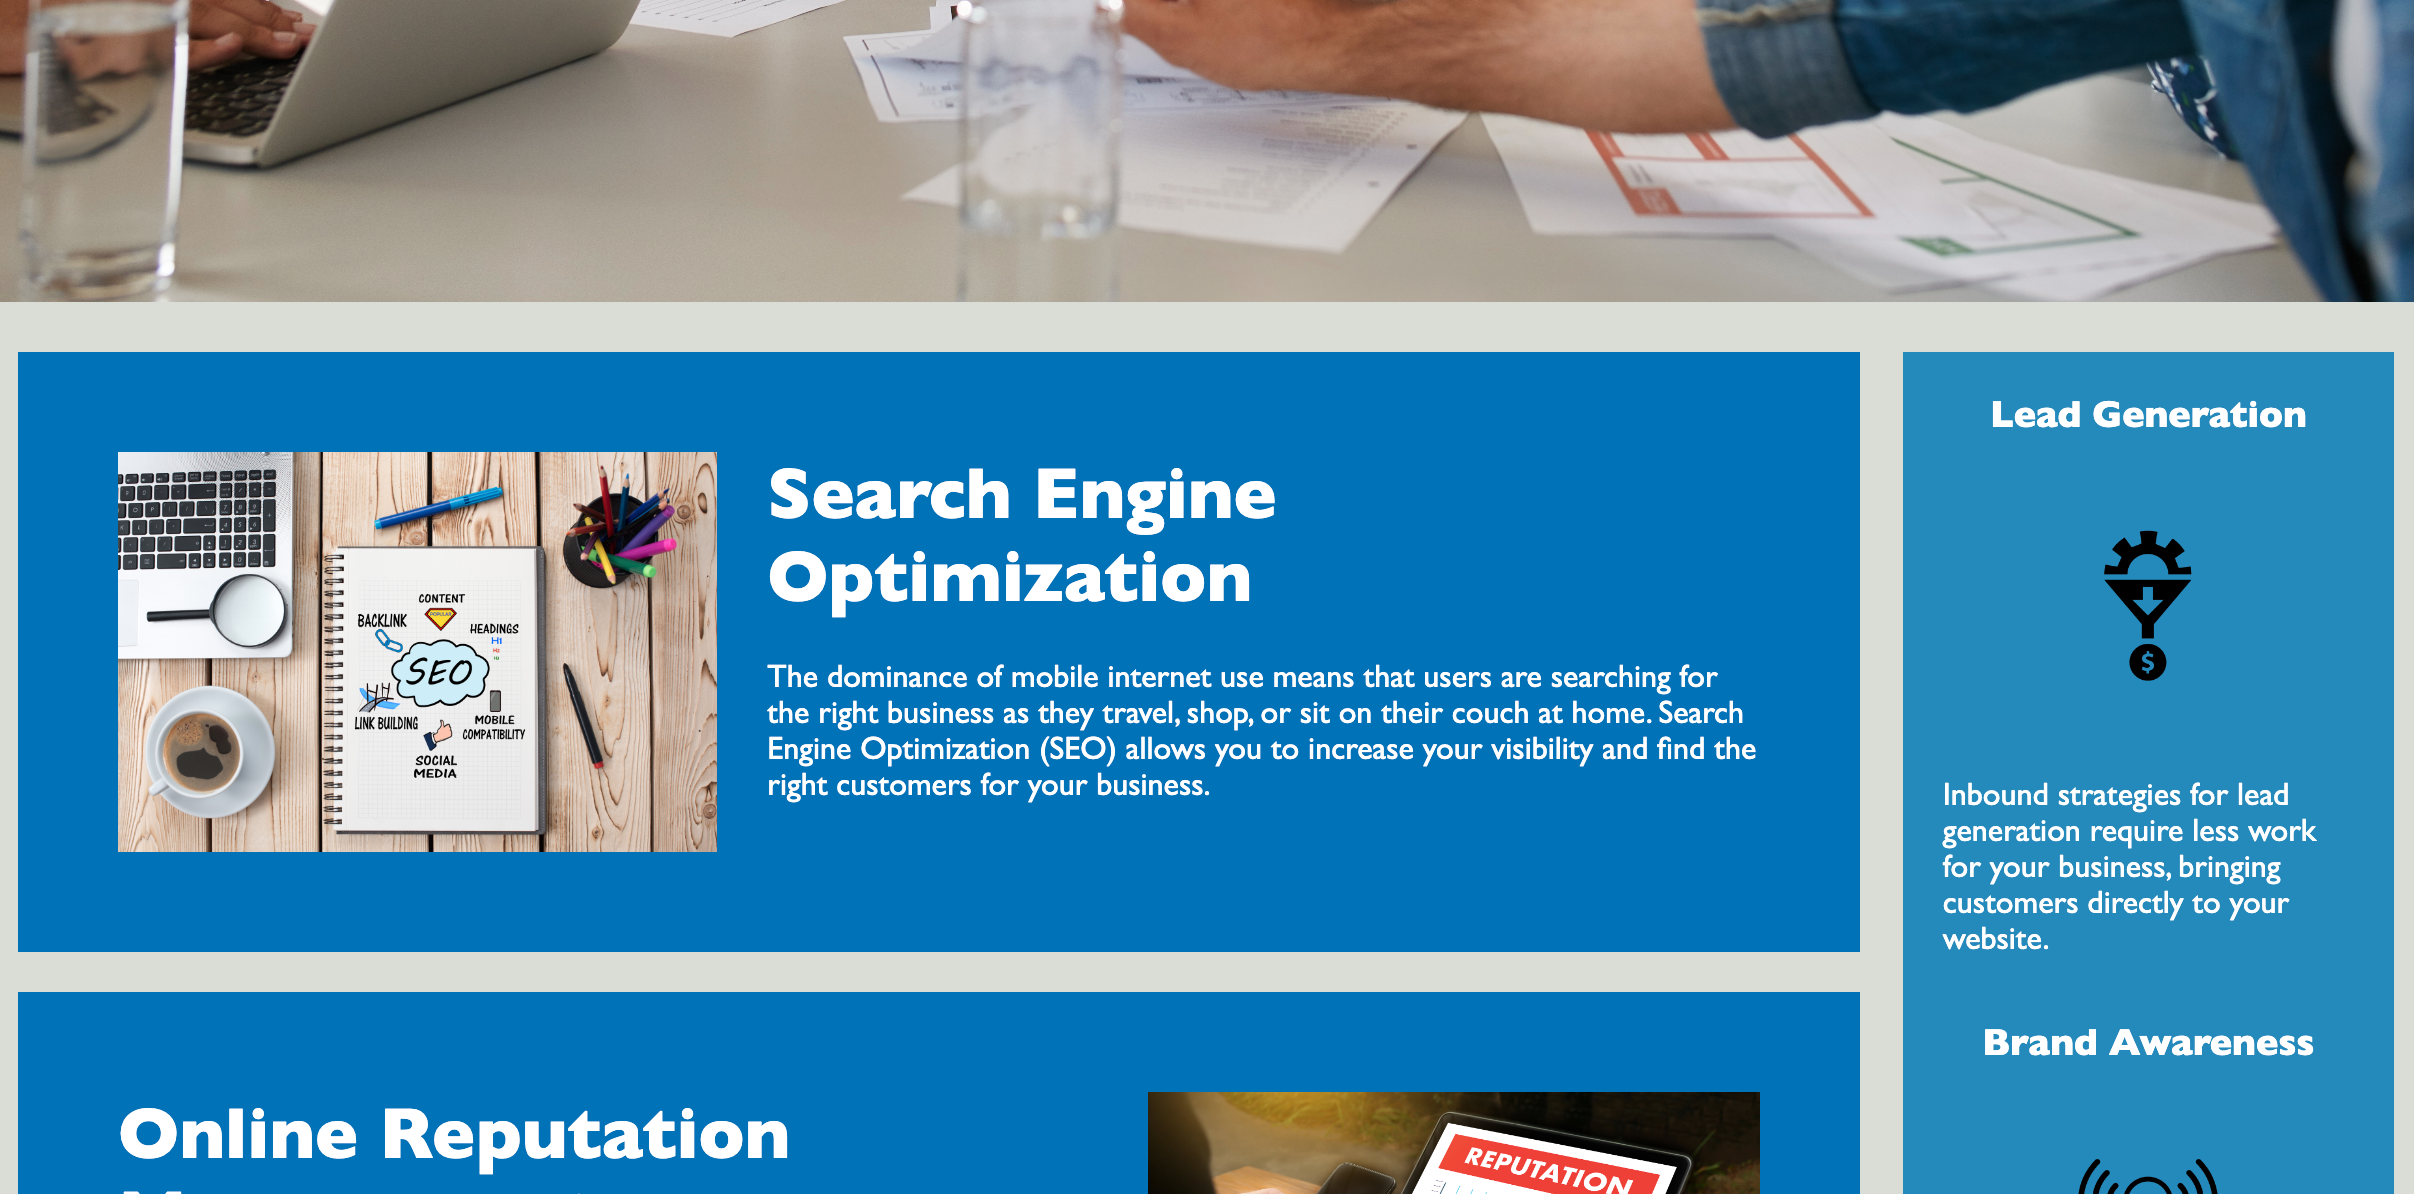 Search Engine
Optimization
The dominance of mobile internet use means that users are searching for
the right business as they travel, shop, or sit on their couch at home. Search
Engine Optimization (SEO) allows you to increase your visibility and find the
right customers for your business.
CONTENT
POPULAR
BACKLINK
HEADINGS
H1
H2
H3
SEO
LINK BUILDING
MOBILE
COMPATIBILITY
SOCIAL
MEDIA
Lead Generation
$
Inbound strategies for lead
generation require less work
for your business, bringing
customers directly to your
website.
Brand Awareness
Online Reputation
REPUTATION